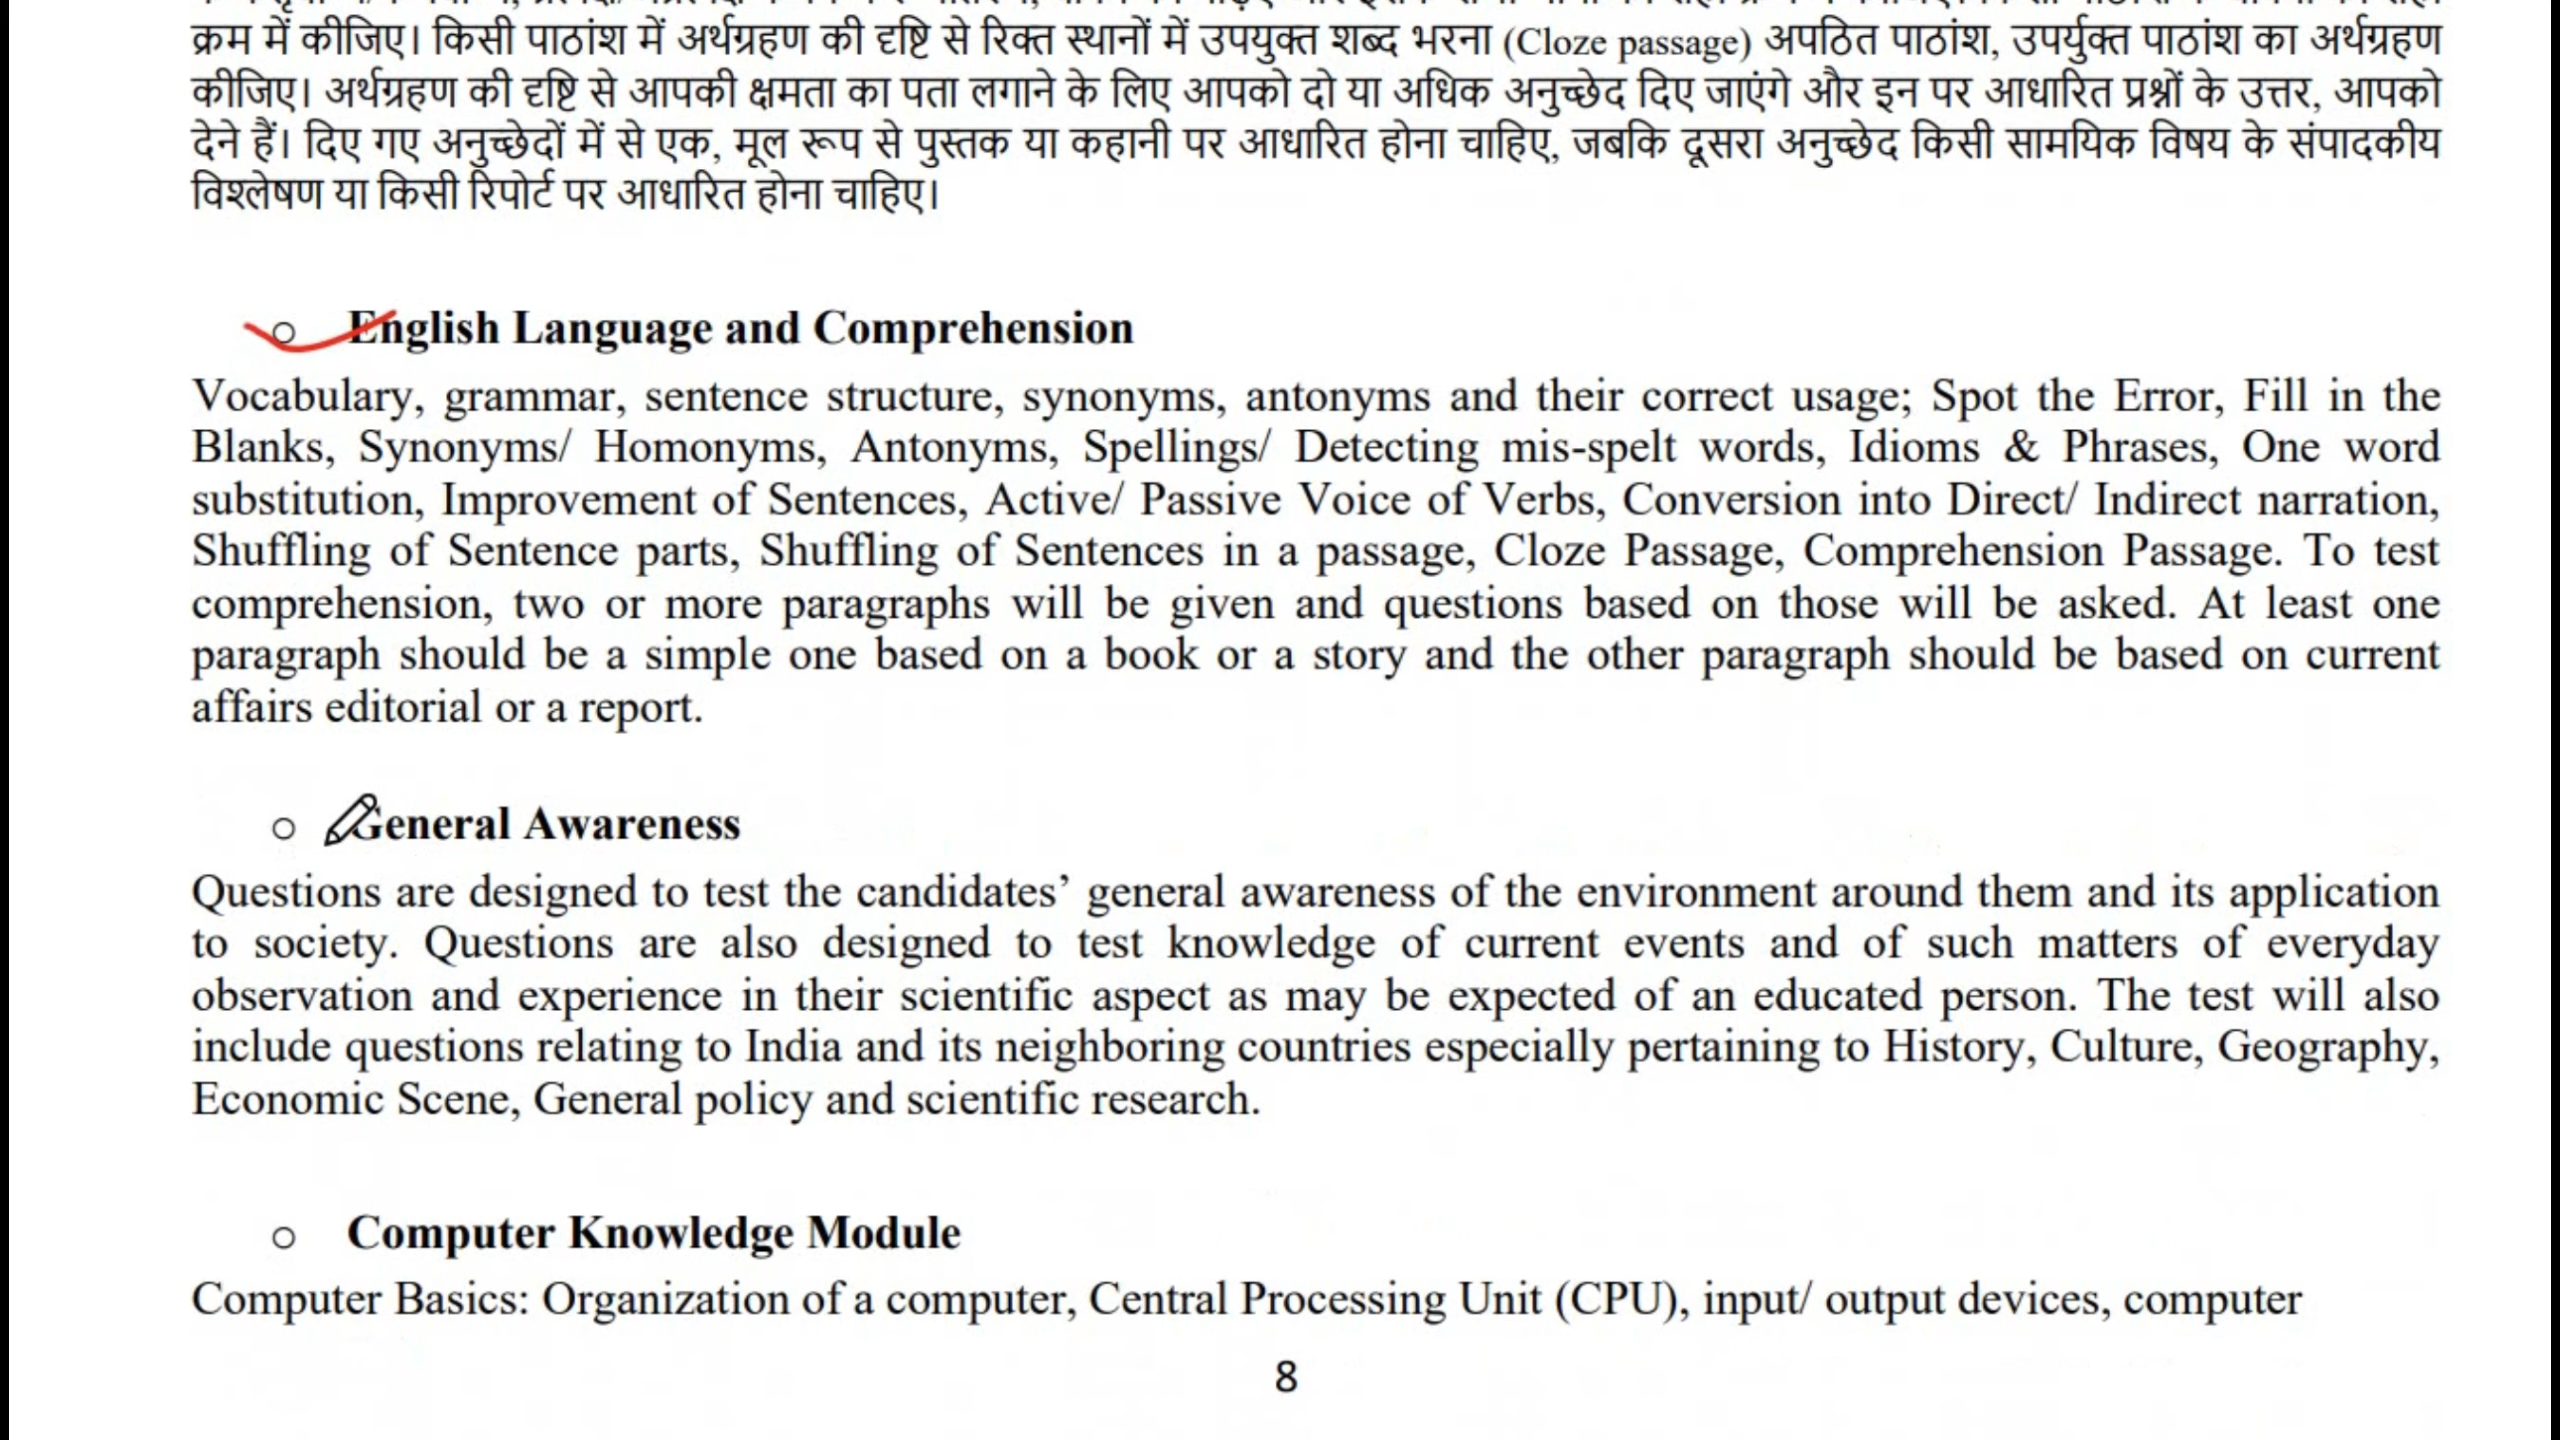 क्रम में कीजिए। किसी पाठांश में अर्थग्रहण की दृष्टि से रिक्त स्थानों में उपयुक्त शब्द भरना (Cloze passage) अपठित पाठांश, उपर्युक्त पाठांश का अर्थग्रहण
कीजिए। अर्थग्रहण की दृष्टि से आपकी क्षमता का पता लगाने के लिए आपको दो या अधिक अनुच्छेद दिए जाएंगे और इन पर आधारित प्रश्नों के उत्तर, आपको
देने हैं। दिए गए अनुच्छेदों में से एक, मूल रूप से पुस्तक या कहानी पर आधारित होना चाहिए, जबकि दूसरा अनुच्छेद किसी सामयिक विषय के संपादकीय
विश्लेषण या किसी रिपोर्ट पर आधारित होना चाहिए।
English Language and Comprehension
Vocabulary, grammar, sentence structure, synonyms, antonyms and their correct usage; Spot the Error, Fill in the
Blanks, Synonyms/ Homonyms, Antonyms, Spellings/ Detecting mis-spelt words, Idioms & Phrases, One word
substitution, Improvement of Sentences, Active/ Passive Voice of Verbs, Conversion into Direct/ Indirect narration,
Shuffling of Sentence parts, Shuffling of Sentences in a passage, Cloze Passage, Comprehension Passage. To test
comprehension, two or more paragraphs will be given and questions based on those will be asked. At least one
paragraph should be a simple one based on a book or a story and the other paragraph should be based on current
affairs editorial or a report.
General Awareness
Questions are designed to test the candidates’ general awareness of the environment around them and its application
to society. Questions are also designed to test knowledge of current events and of such matters of everyday
observation and experience in their scientific aspect as may be expected of an educated person. The test will also
include questions relating to India and its neighboring countries especially pertaining to History, Culture, Geography,
Economic Scene, General policy and scientific research.
Computer Knowledge Module
Computer Basics: Organization of a computer, Central Processing Unit (CPU), input/ output devices, computer
8